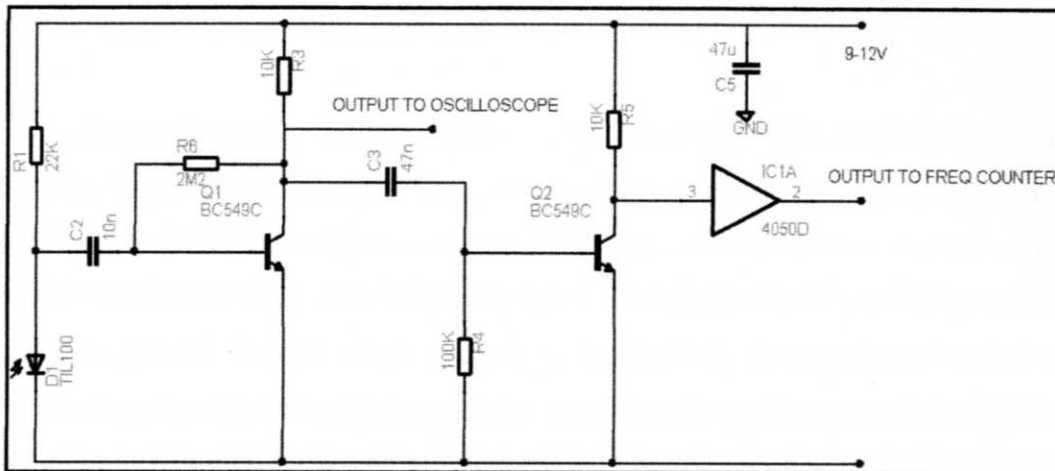 10K
R3
47u
C5
9-12V
GND
OUTPUT TO OSCILLOSCOPE
10K
R5
R1
22K
R6
2M2
Q1
BC549C
C3
47n
Q2
BC549C
IC1A
3
2
4050D
OUTPUT TO FREQ COUNTER
C2
10n
100K
R4
D1
TIL100